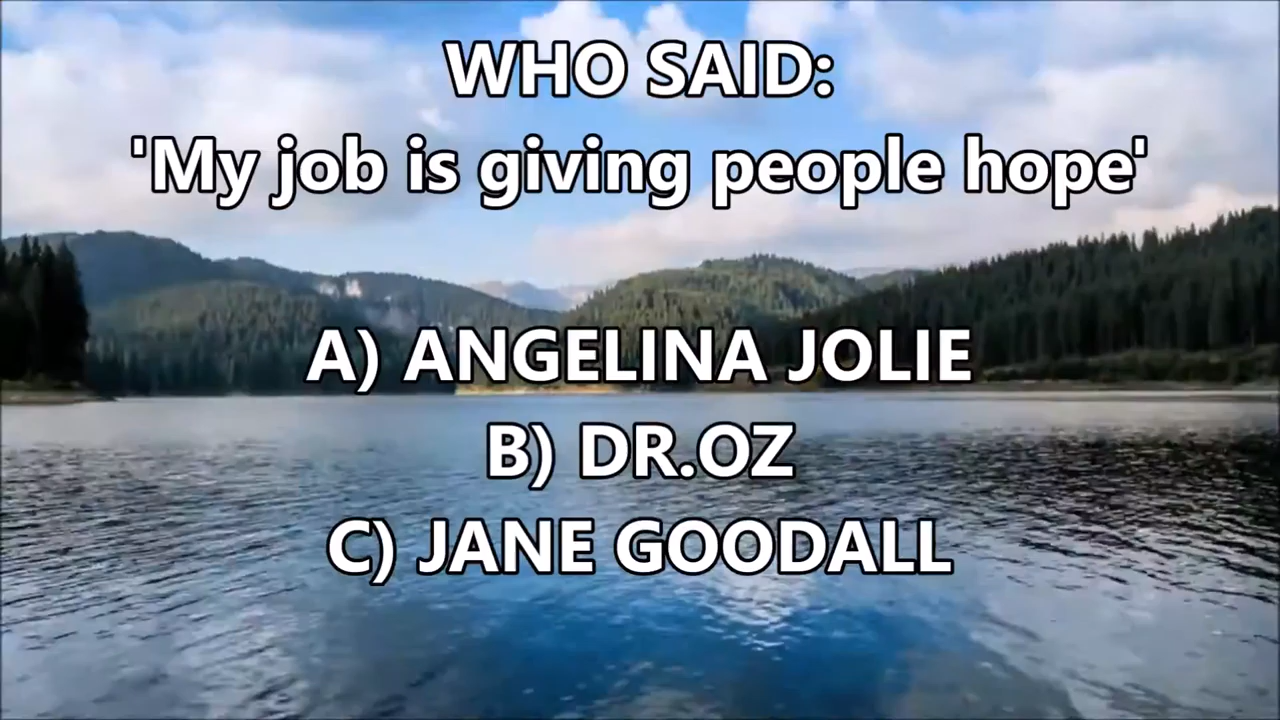 WHO SAID:
'My job is giving people hope'
A) ANGELINA JOLIE
B) DR.OZ
C) JANE GOODALL